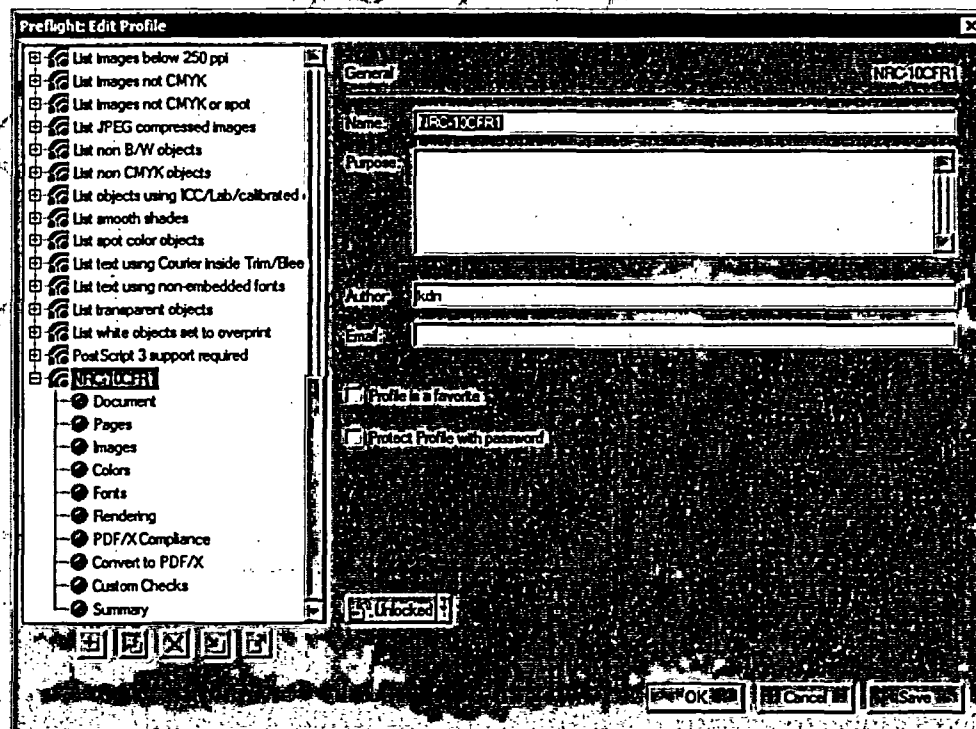 Preflight: Edit Profile
List images below 250 ppi
List images not CMYK
List images not CMYK or spot
List JPEG compressed images
List non B/W objects
List non CMYK objects
List objects using ICC/Lab/calibrated
List smooth shades
List spot color objects
List text using Courier inside Trim/Blee
List text using non-embedded fonts
List transparent objects
List white objects set to overprint
PostScript 3 support required
NRC-10CFR1
Document
Pages
Images
Colors
Fonts
Rendering
PDF/X Compliance
Convert to PDF/X
Custom Checks
Summary
General
NRC-10CFR1
Name:
NRC-10CFR1
Purpose:
Author:
kdn
Email:
Profile is a favorite
Protect Profile with password
Unlocked
OK
Cancel
Save